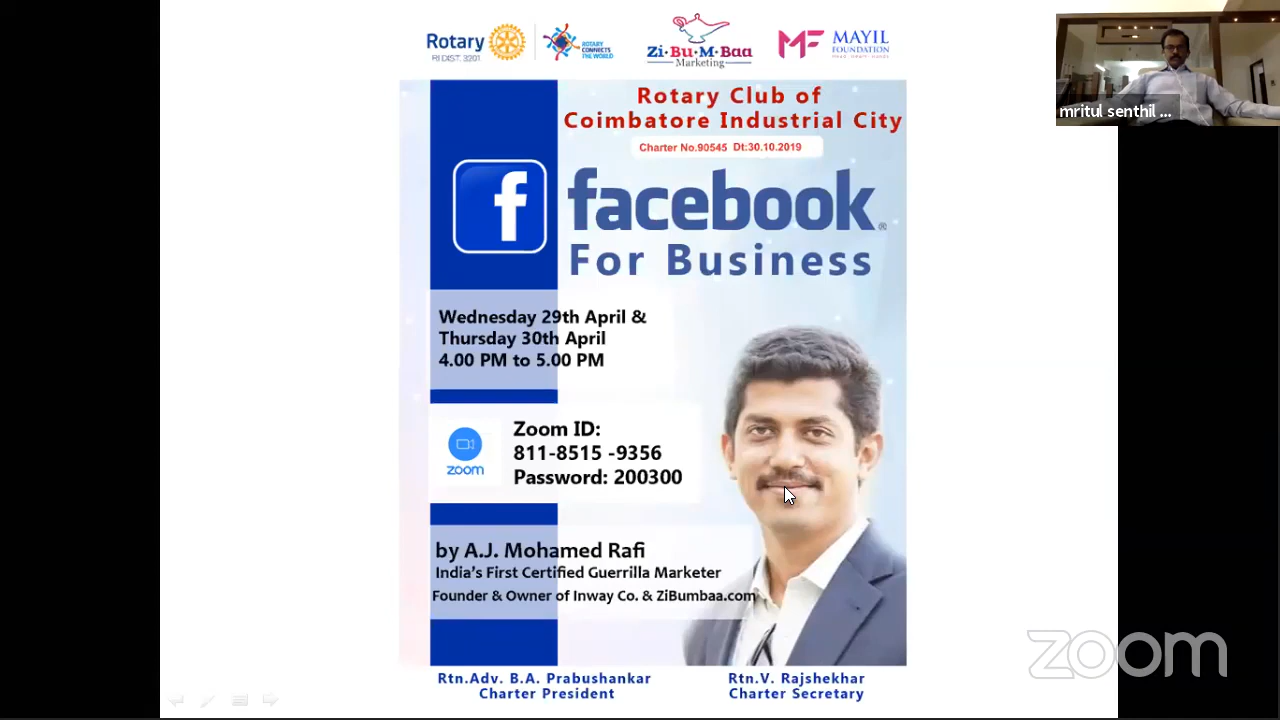 Rotary
RI DIST. 3201
ROTARY
CONNECTS
THE WORLD
Zi·Bu·M·Baa
Marketing
MF
MAYIL
FOUNDATION
mritul senthil ...
Rotary Club of
Coimbatore Industrial City
Charter No.90545 Dt:30.10.2019
f
facebook®
For Business
Wednesday 29th April &
Thursday 30th April
4.00 PM to 5.00 PM
zoom
Zoom ID:
811-8515 -9356
Password: 200300
by A.J. Mohamed Rafi
India's First Certified Guerrilla Marketer
Founder & Owner of Inway Co. & ZiBumbaa.com
Rtn.Adv. B.A. Prabushankar
Charter President
Rtn.V. Rajshekhar
Charter Secretary
zoom